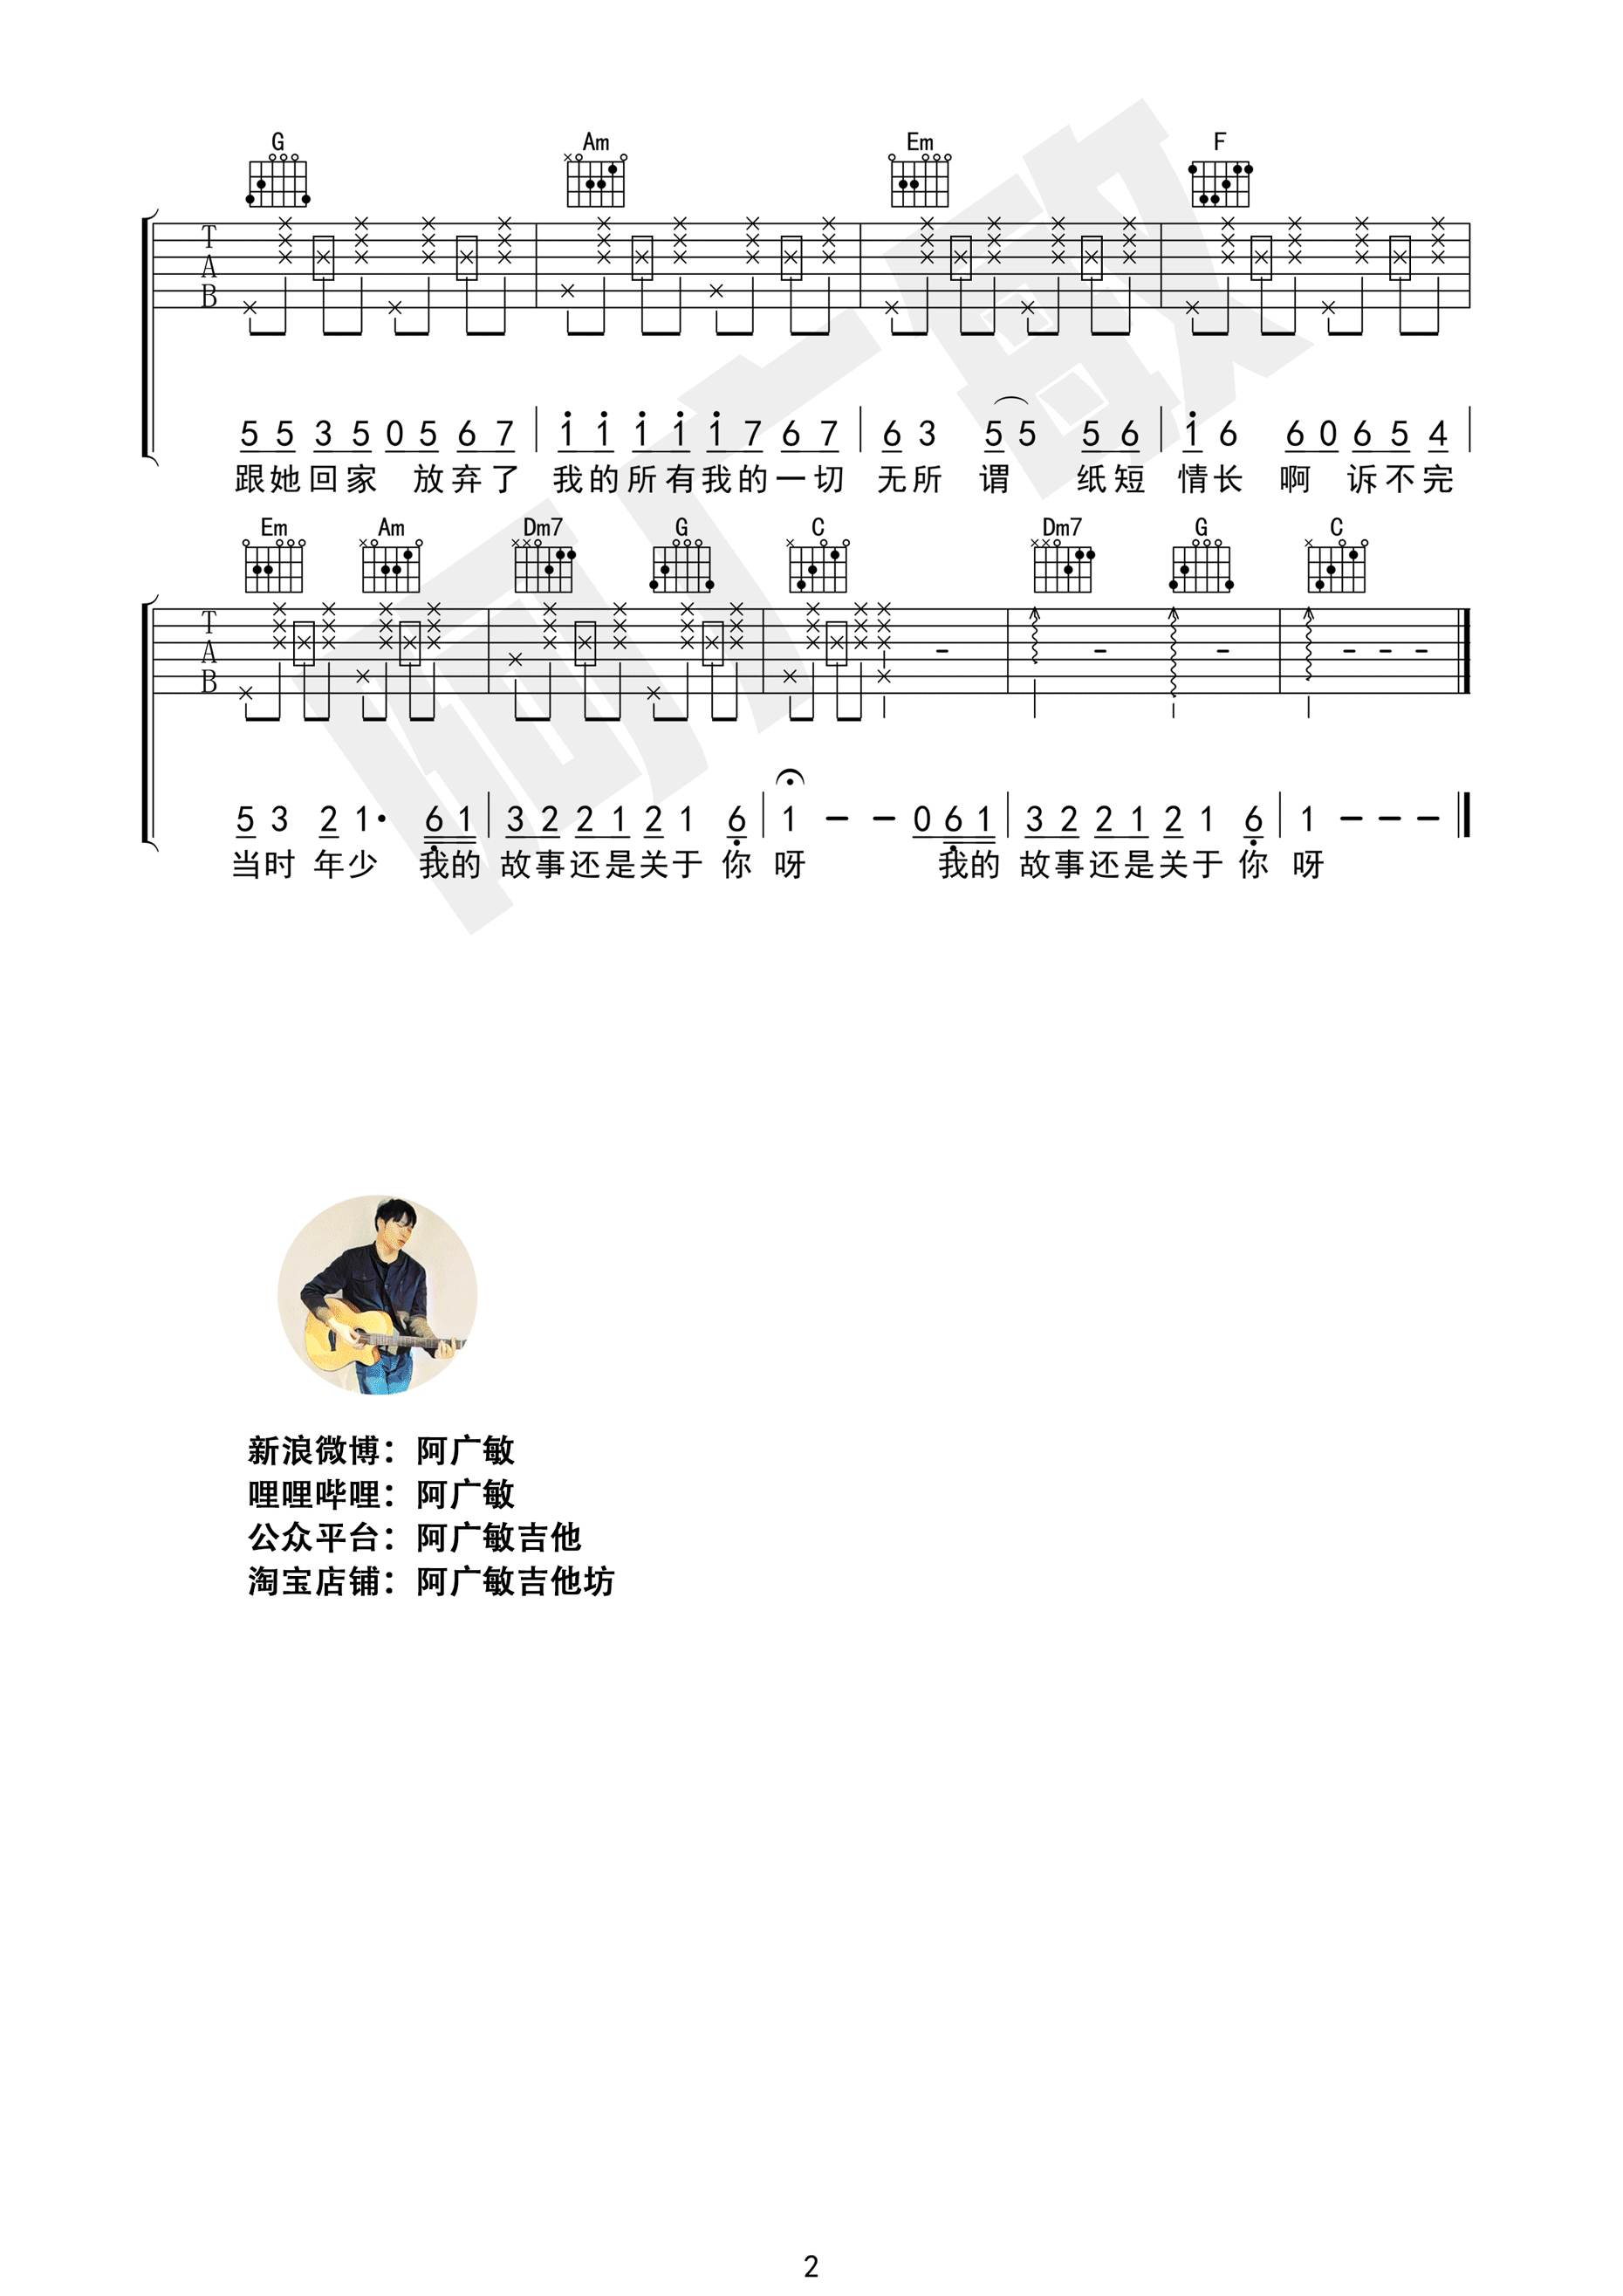 G Am Em F
T
A
B
5 5 3 5 0 5 6 7 1 1 1 1 1 7 6 7 6 3 5 5 5 6 1 6 6 0 6 5 4
跟她回家 放弃了 我的所有我的一切 无所 谓 纸短 情长 啊 诉不完
Em Am Dm7 G C Dm7 G C
T
A
B
5 3 2 1· 6 1 3 2 2 1 2 1 6 1 - - 0 6 1 3 2 2 1 2 1 6 1 - - -
当时 年少 我的 故事还是关于 你 呀 我的 故事还是关于 你 呀
阿广敏
新浪微博：阿广敏
哩哩哔哩：阿广敏
公众平台：阿广敏吉他
淘宝店铺：阿广敏吉他坊
2